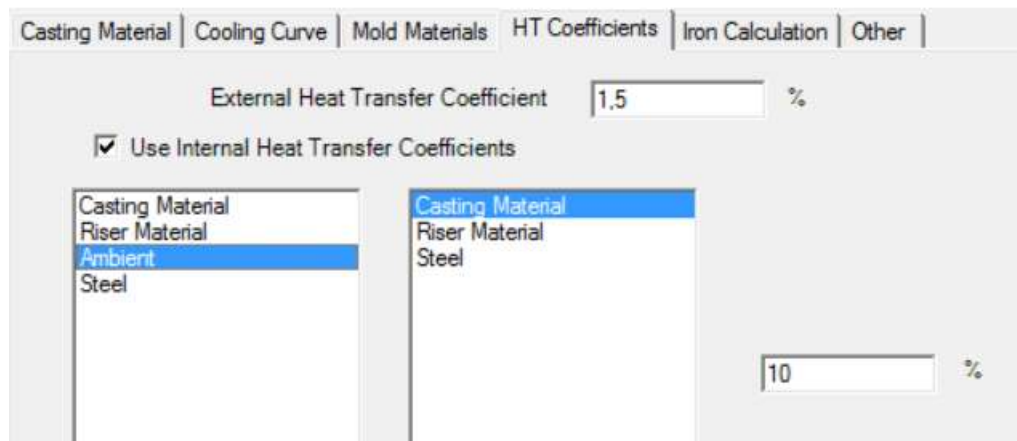 Casting Material Cooling Curve Mold Materials HT Coefficients Iron Calculation Other
External Heat Transfer Coefficient 1,5 %
Use Internal Heat Transfer Coefficients
Casting Material Casting Material
Riser Material Riser Material
Ambient Steel
Steel
10 %